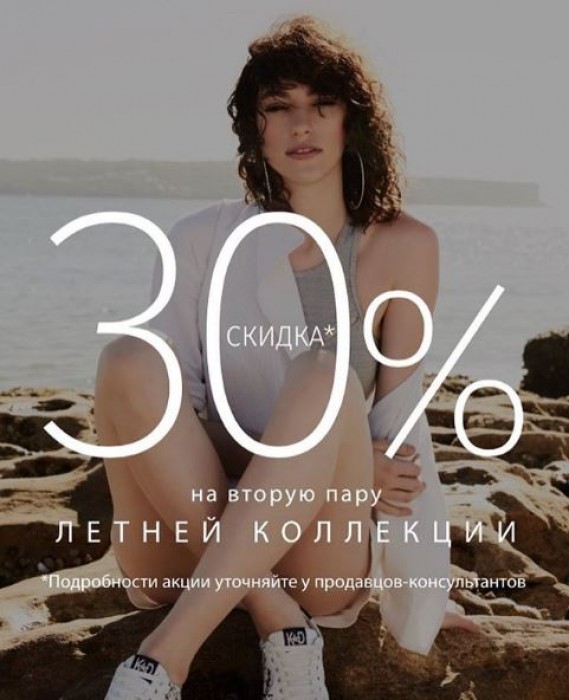 30%
СКИДКА*
на вторую пару
ЛЕТНЕЙ КОЛЛЕКЦИИ
*Подробности акции уточняйте у продавцов-консультантов